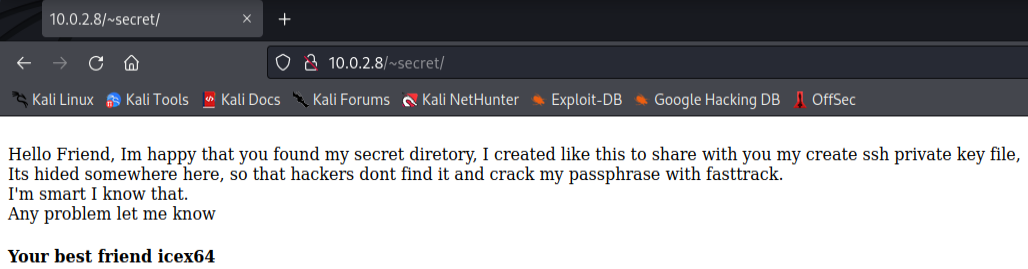 10.0.2.8/~secret/
10.0.2.8/~secret/
Kali Linux Kali Tools Kali Docs Kali Forums Kali NetHunter Exploit-DB Google Hacking DB OffSec
Hello Friend, Im happy that you found my secret diretory, I created like this to share with you my create ssh private key file,
Its hided somewhere here, so that hackers dont find it and crack my passphrase with fasttrack.
I'm smart I know that.
Any problem let me know
Your best friend icex64